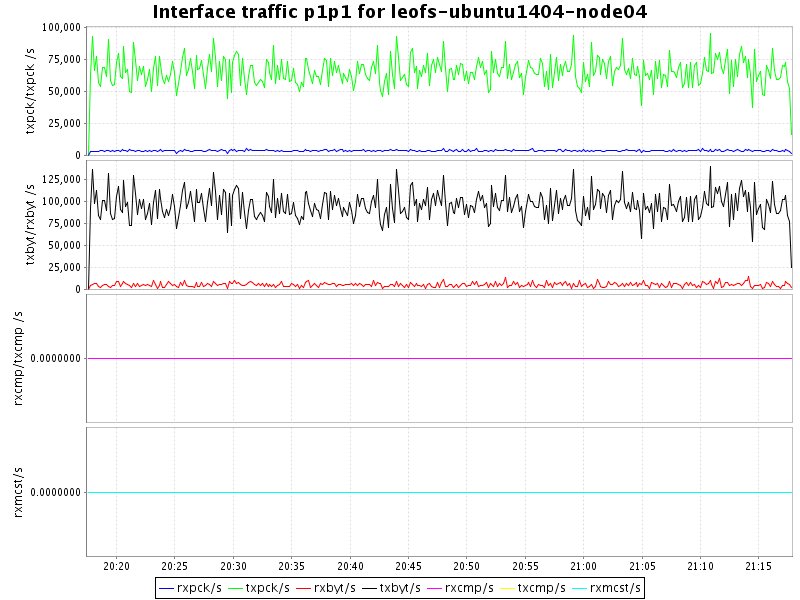 Interface traffic p1p1 for leofs-ubuntu1404-node04
txpck/txpck /s
100,000
75,000
50,000
25,000
0
txbyt/rxbyt /s
125,000
100,000
75,000
50,000
25,000
0
rxcmp/txcmp /s
0.0000000
rxmcst/s
0.0000000
20:20 20:25 20:30 20:35 20:40 20:45 20:50 20:55 21:00 21:05 21:10 21:15
rxpck/s txpck/s rxbyt/s txbyt/s rxcmp/s txcmp/s rxmcst/s